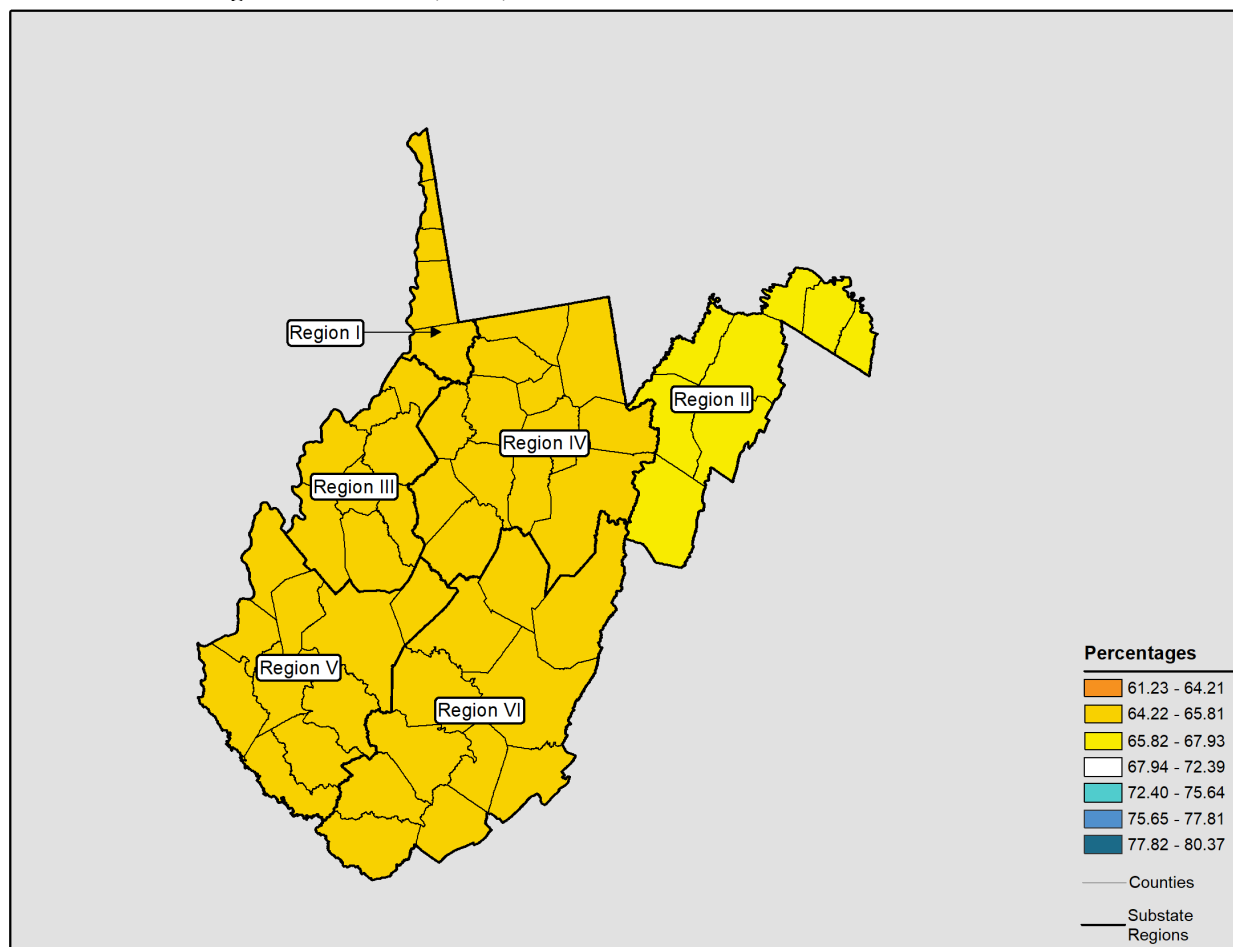 Region I
Region II
Region IV
Region III
Region V
Region VI
Percentages
61.23 - 64.21
64.22 - 65.81
65.82 - 67.93
67.94 - 72.39
72.40 - 75.64
75.65 - 77.81
77.82 - 80.37
Counties
Substate
Regions